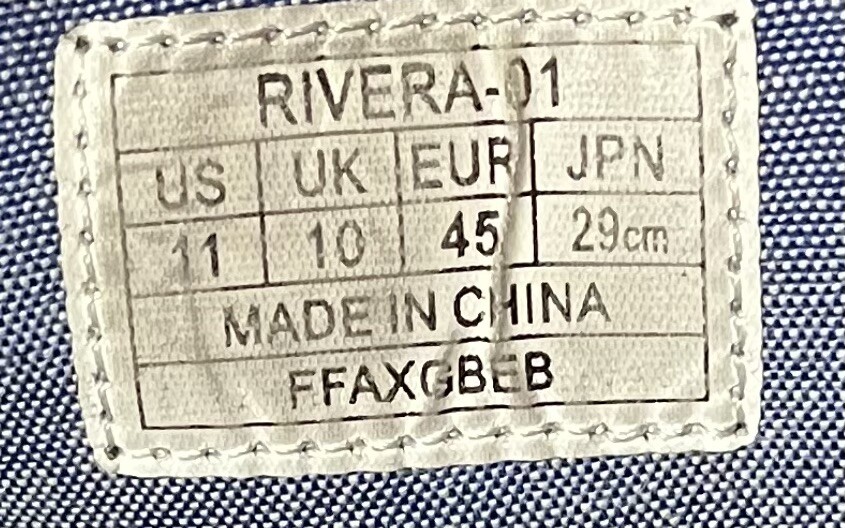 RIVERA-01
US UK EUR JPN
11 10 45 29cm
MADE IN CHINA
FFAXGBEB